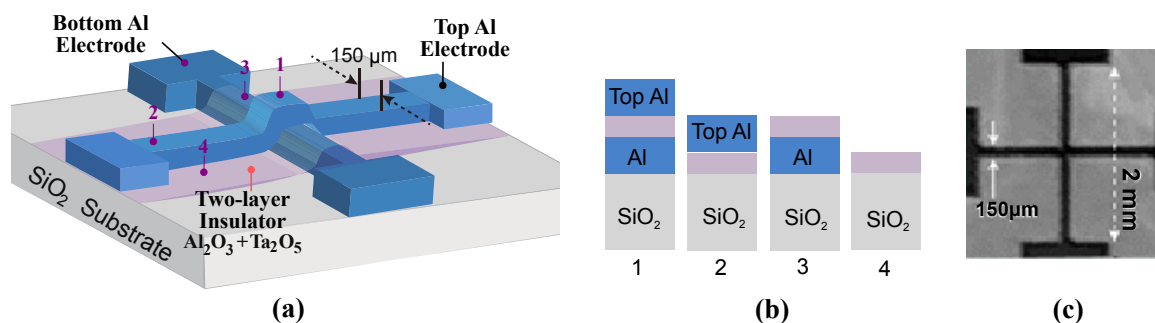 Bottom Al
Electrode
3
1
150 μm
Top Al
Electrode
2
4
SiO2 Substrate
Two-layer
Insulator
Al2O3+Ta2O5
(a)
Top Al
Al
SiO2
1
Top Al
SiO2
2
Al
SiO2
3
SiO2
4
(b)
150μm
2 mm
(c)